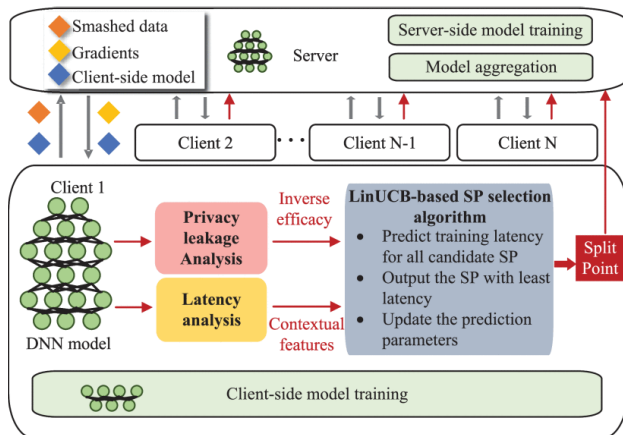 Smashed data
Gradients
Client-side model
Server
Server-side model training
Model aggregation
Client 2
...
Client N-1
Client N
Client 1
DNN model
Privacy
leakage
Analysis
Latency
analysis
Inverse
efficacy
Contextual
features
LinUCB-based SP selection
algorithm
• Predict training latency
for all candidate SP
• Output the SP with least
latency
• Update the prediction
parameters
Split
Point
Client-side model training